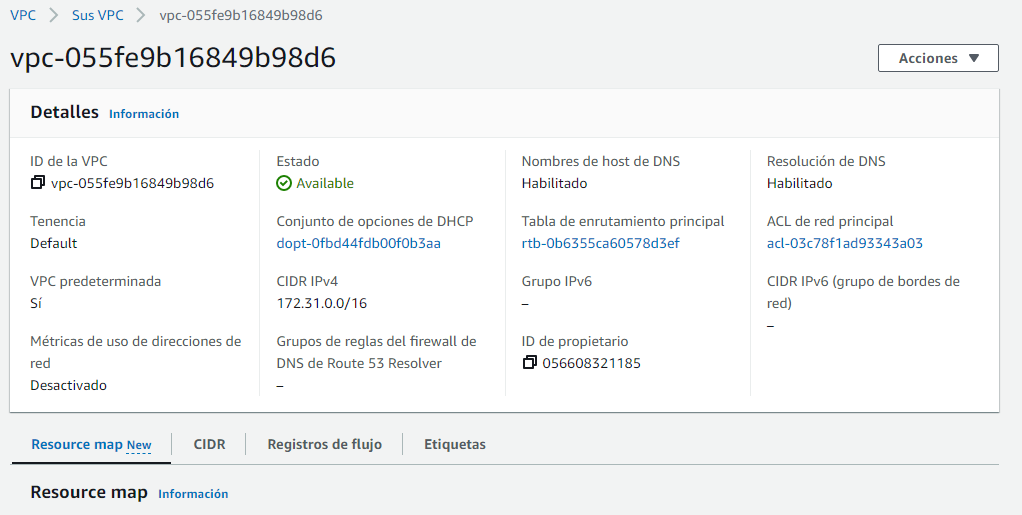 VPC > Sus VPC > vpc-055fe9b16849b98d6
vpc-055fe9b16849b98d6
Acciones
Detalles Información
ID de la VPC
vpc-055fe9b16849b98d6
Estado
Available
Nombres de host de DNS
Habilitado
Resolución de DNS
Habilitado
Tenencia
Default
Conjunto de opciones de DHCP
dopt-0fbd44fdb00f0b3aa
Tabla de enrutamiento principal
rtb-0b6355ca60578d3ef
ACL de red principal
acl-03c78f1ad93343a03
VPC predeterminada
Sí
CIDR IPv4
172.31.0.0/16
Grupo IPv6
–
CIDR IPv6 (grupo de bordes de
red)
–
Métricas de uso de direcciones de
red
Desactivado
Grupos de reglas del firewall de
DNS de Route 53 Resolver
–
ID de propietario
056608321185
Resource map New
CIDR
Registros de flujo
Etiquetas
Resource map Información